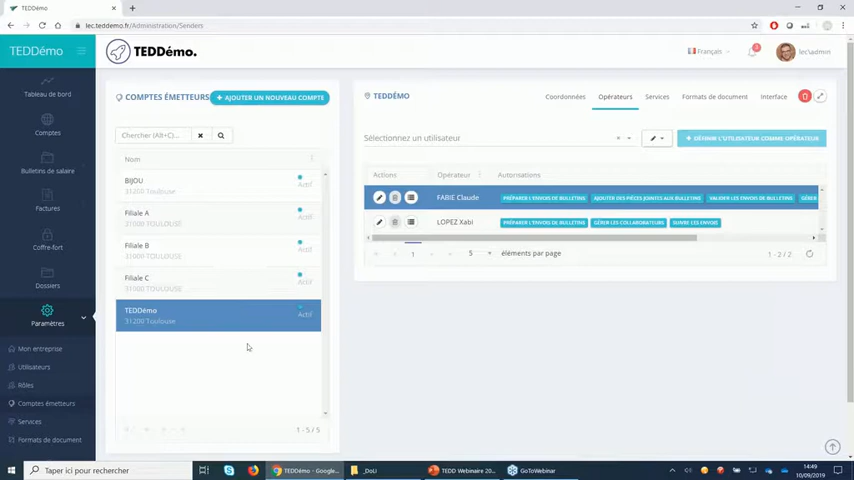 TEDDémo
lec.teddemo.fr/Administration/Senders
TEDDémo
TEDDémo.
Français
lec\admin
Tableau de bord
Comptes
Bulletins de salaire
Factures
Coffre-fort
Dossiers
Paramètres
Mon entreprise
Utilisateurs
Rôles
Comptes émetteurs
Services
Formats de document
COMPTES ÉMETTEURS
+ AJOUTER UN NOUVEAU COMPTE
Chercher (Alt+C)...
Nom
BIJOU
31200 TOULOUSE
Actif
Filiale A
31000 TOULOUSE
Actif
Filiale B
31000 TOULOUSE
Actif
Filiale C
31000 TOULOUSE
Actif
TEDDémo
31200 Toulouse
Actif
1 - 5 / 5
TEDDÉMO
Coordonnées
Opérateurs
Services
Formats de document
Interface
Sélectionnez un utilisateur
+ DÉFINIR L'UTILISATEUR COMME OPÉRATEUR
Actions
Opérateur
Autorisations
FABIE Claude
PRÉPARER L'ENVOIS DE BULLETINS
AJOUTER DES PIÈCES JOINTES AUX BULLETINS
VALIDER LES ENVOIS DE BULLETINS
GÉRER
LOPEZ Xabi
PRÉPARER L'ENVOIS DE BULLETINS
GÉRER LES COLLABORATEURS
SUIVRE LES ENVOIS
1
5
éléments par page
1 - 2 / 2
Taper ici pour rechercher
TEDDémo - Google...
_DoLi
TEDD Webinaire 20...
GoToWebinar
14:49
10/09/2019